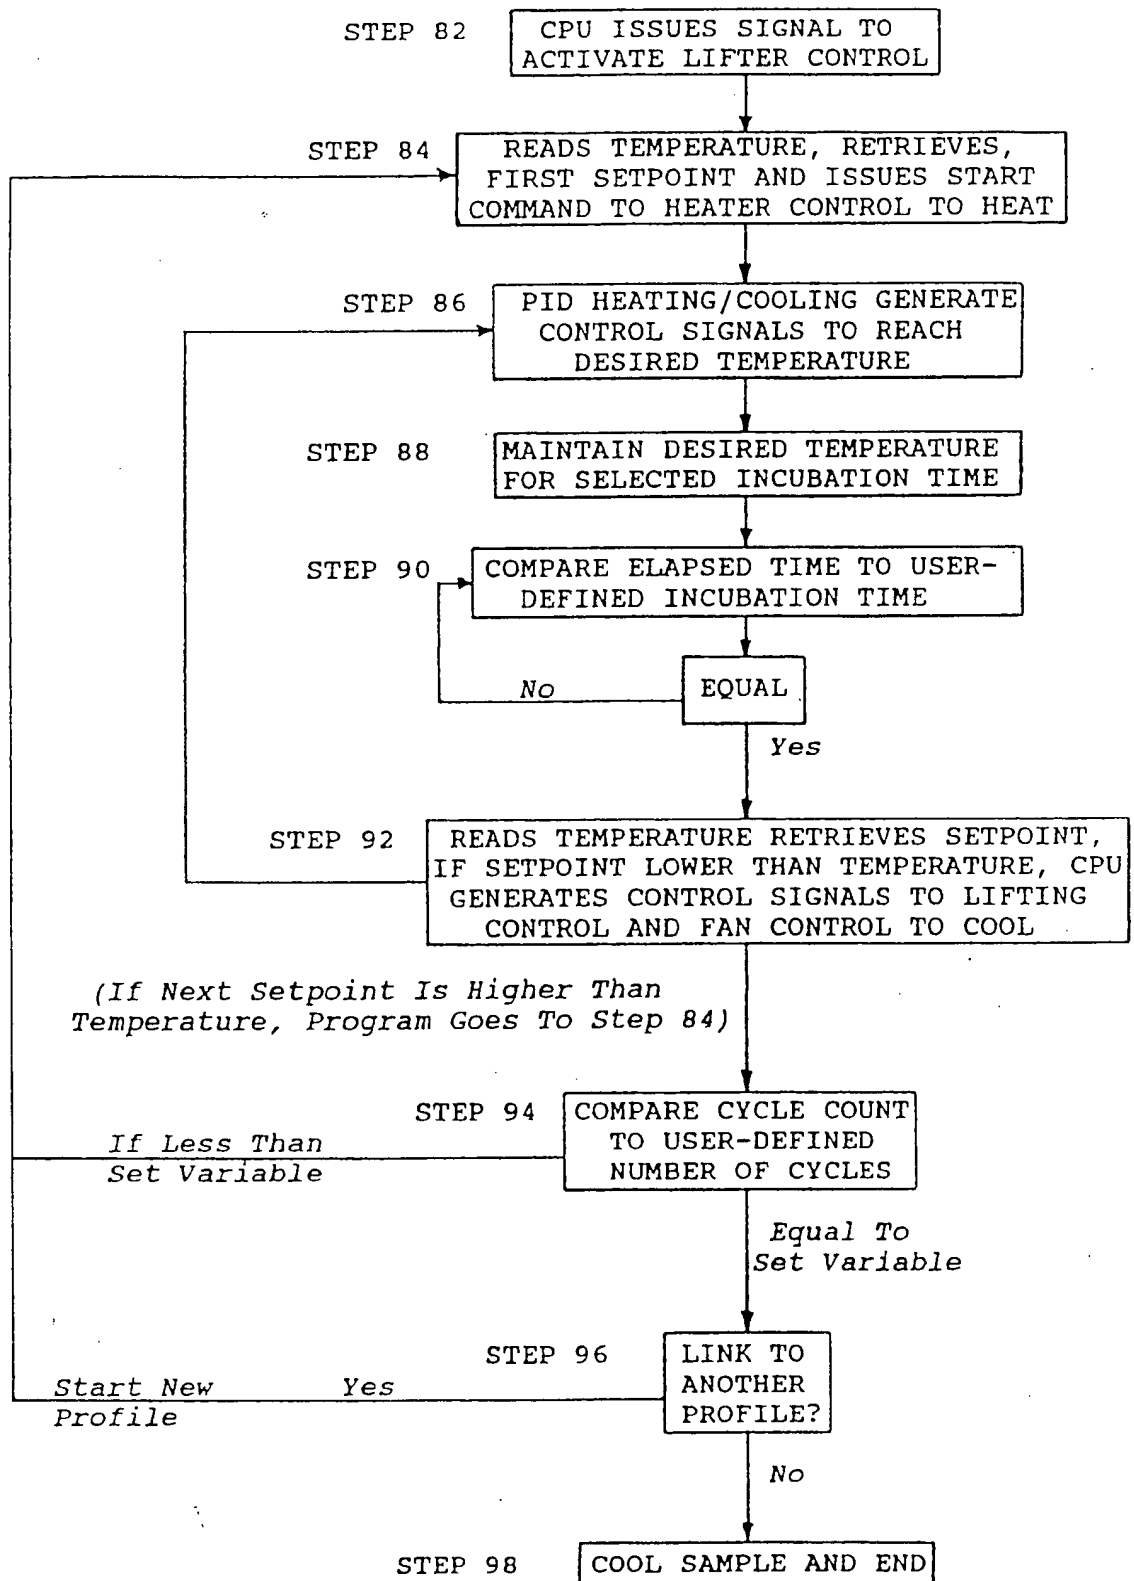 STEP 82
CPU ISSUES SIGNAL TO
ACTIVATE LIFTER CONTROL
STEP 84
READS TEMPERATURE, RETRIEVES,
FIRST SETPOINT AND ISSUES START
COMMAND TO HEATER CONTROL TO HEAT
STEP 86
PID HEATING/COOLING GENERATE
CONTROL SIGNALS TO REACH
DESIRED TEMPERATURE
STEP 88
MAINTAIN DESIRED TEMPERATURE
FOR SELECTED INCUBATION TIME
STEP 90
COMPARE ELAPSED TIME TO USER-
DEFINED INCUBATION TIME
No
EQUAL
Yes
STEP 92
READS TEMPERATURE RETRIEVES SETPOINT,
IF SETPOINT LOWER THAN TEMPERATURE, CPU
GENERATES CONTROL SIGNALS TO LIFTING
CONTROL AND FAN CONTROL TO COOL
(If Next Setpoint Is Higher Than
Temperature, Program Goes To Step 84)
STEP 94
COMPARE CYCLE COUNT
TO USER-DEFINED
NUMBER OF CYCLES
If Less Than
Set Variable
Equal To
Set Variable
STEP 96
LINK TO
ANOTHER
PROFILE?
Start New
Profile
Yes
No
STEP 98
COOL SAMPLE AND END